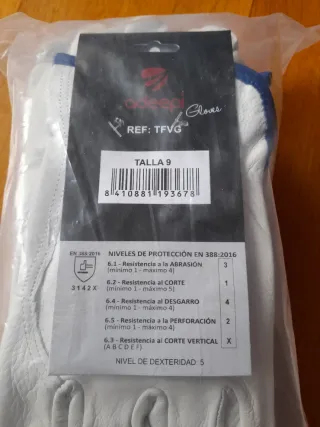 adeepi
Gloves
REF: TFVG
TALLA 9
8 410881 193678
EN 388:2016
3 1 4 2 X
NIVELES DE PROTECCIÓN EN 388:2016
6.1 - Resistencia a la ABRASIÓN
(mínimo 1 - máximo 4)
3
6.2 - Resistencia al CORTE
(mínimo 1 - máximo 5)
1
6.4 - Resistencia al DESGARRO
(mínimo 1 - máximo 4)
4
6.5 - Resistencia a la PERFORACIÓN
(mínimo 1 - máximo 4)
2
6.3 - Resistencia al CORTE VERTICAL
(A B C D E F)
X
NIVEL DE DEXTERIDAD: 5